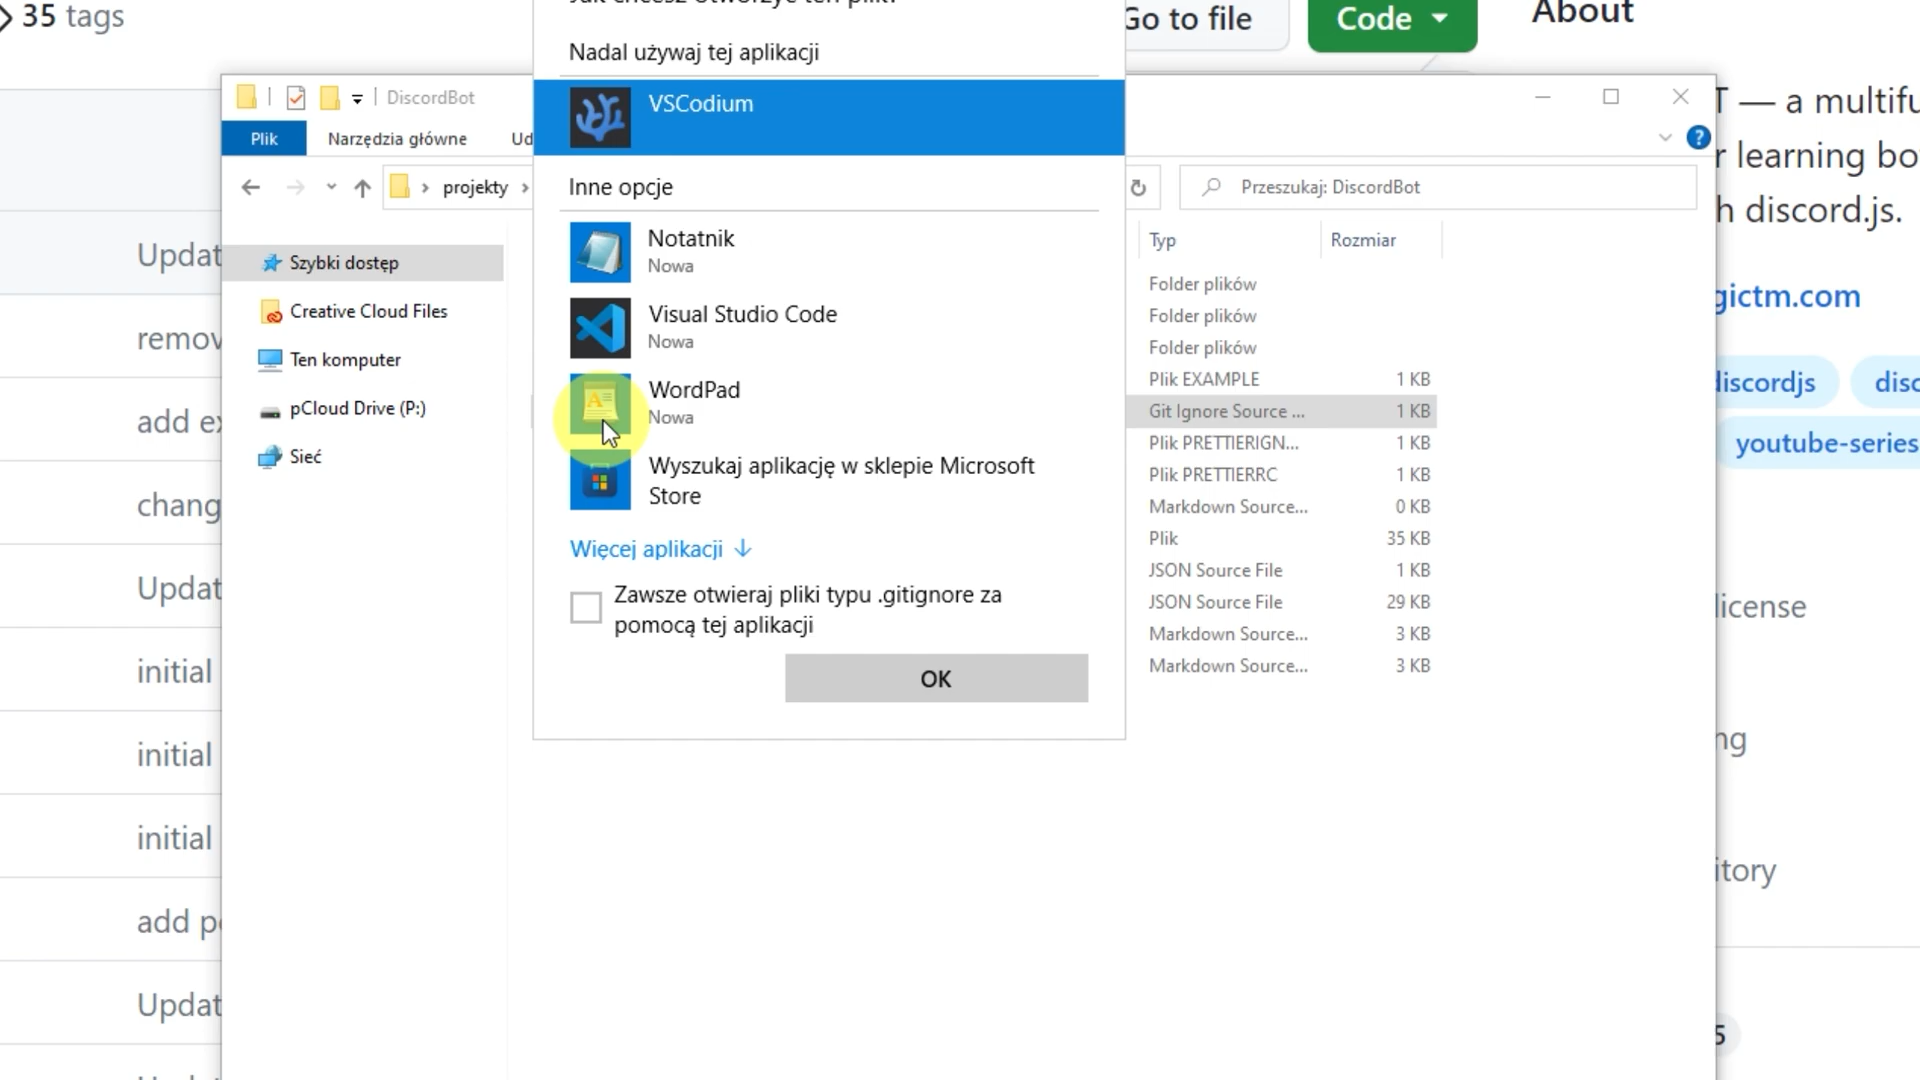 35 tags
Go to file
Code
About
Nadal używaj tej aplikacji
VSCodium
DiscordBot
T — a multifu
Plik
Narzędzia główne
Ud
r learning bo
h discord.js.
projekty
Inne opcje
Przeszukaj: DiscordBot
Notatnik
Nowa
Typ
Rozmiar
Updat
Szybki dostęp
Folder plików
gictm.com
Creative Cloud Files
Visual Studio Code
Nowa
Folder plików
remov
Ten komputer
Folder plików
WordPad
Nowa
Plik EXAMPLE
1 KB
discordjs
disc
pCloud Drive (P:)
Git Ignore Source ...
1 KB
add ex
Sieć
Wyszukaj aplikację w sklepie Microsoft
Store
Plik PRETTIERIGN...
1 KB
youtube-series
Plik PRETTIERRC
1 KB
chang
Markdown Source...
0 KB
Więcej aplikacji
Plik
35 KB
Updat
Zawsze otwieraj pliki typu .gitignore za
pomocą tej aplikacji
JSON Source File
1 KB
JSON Source File
29 KB
license
Markdown Source...
3 KB
initial
OK
Markdown Source...
3 KB
initial
ng
initial
itory
add pe
Updat
5